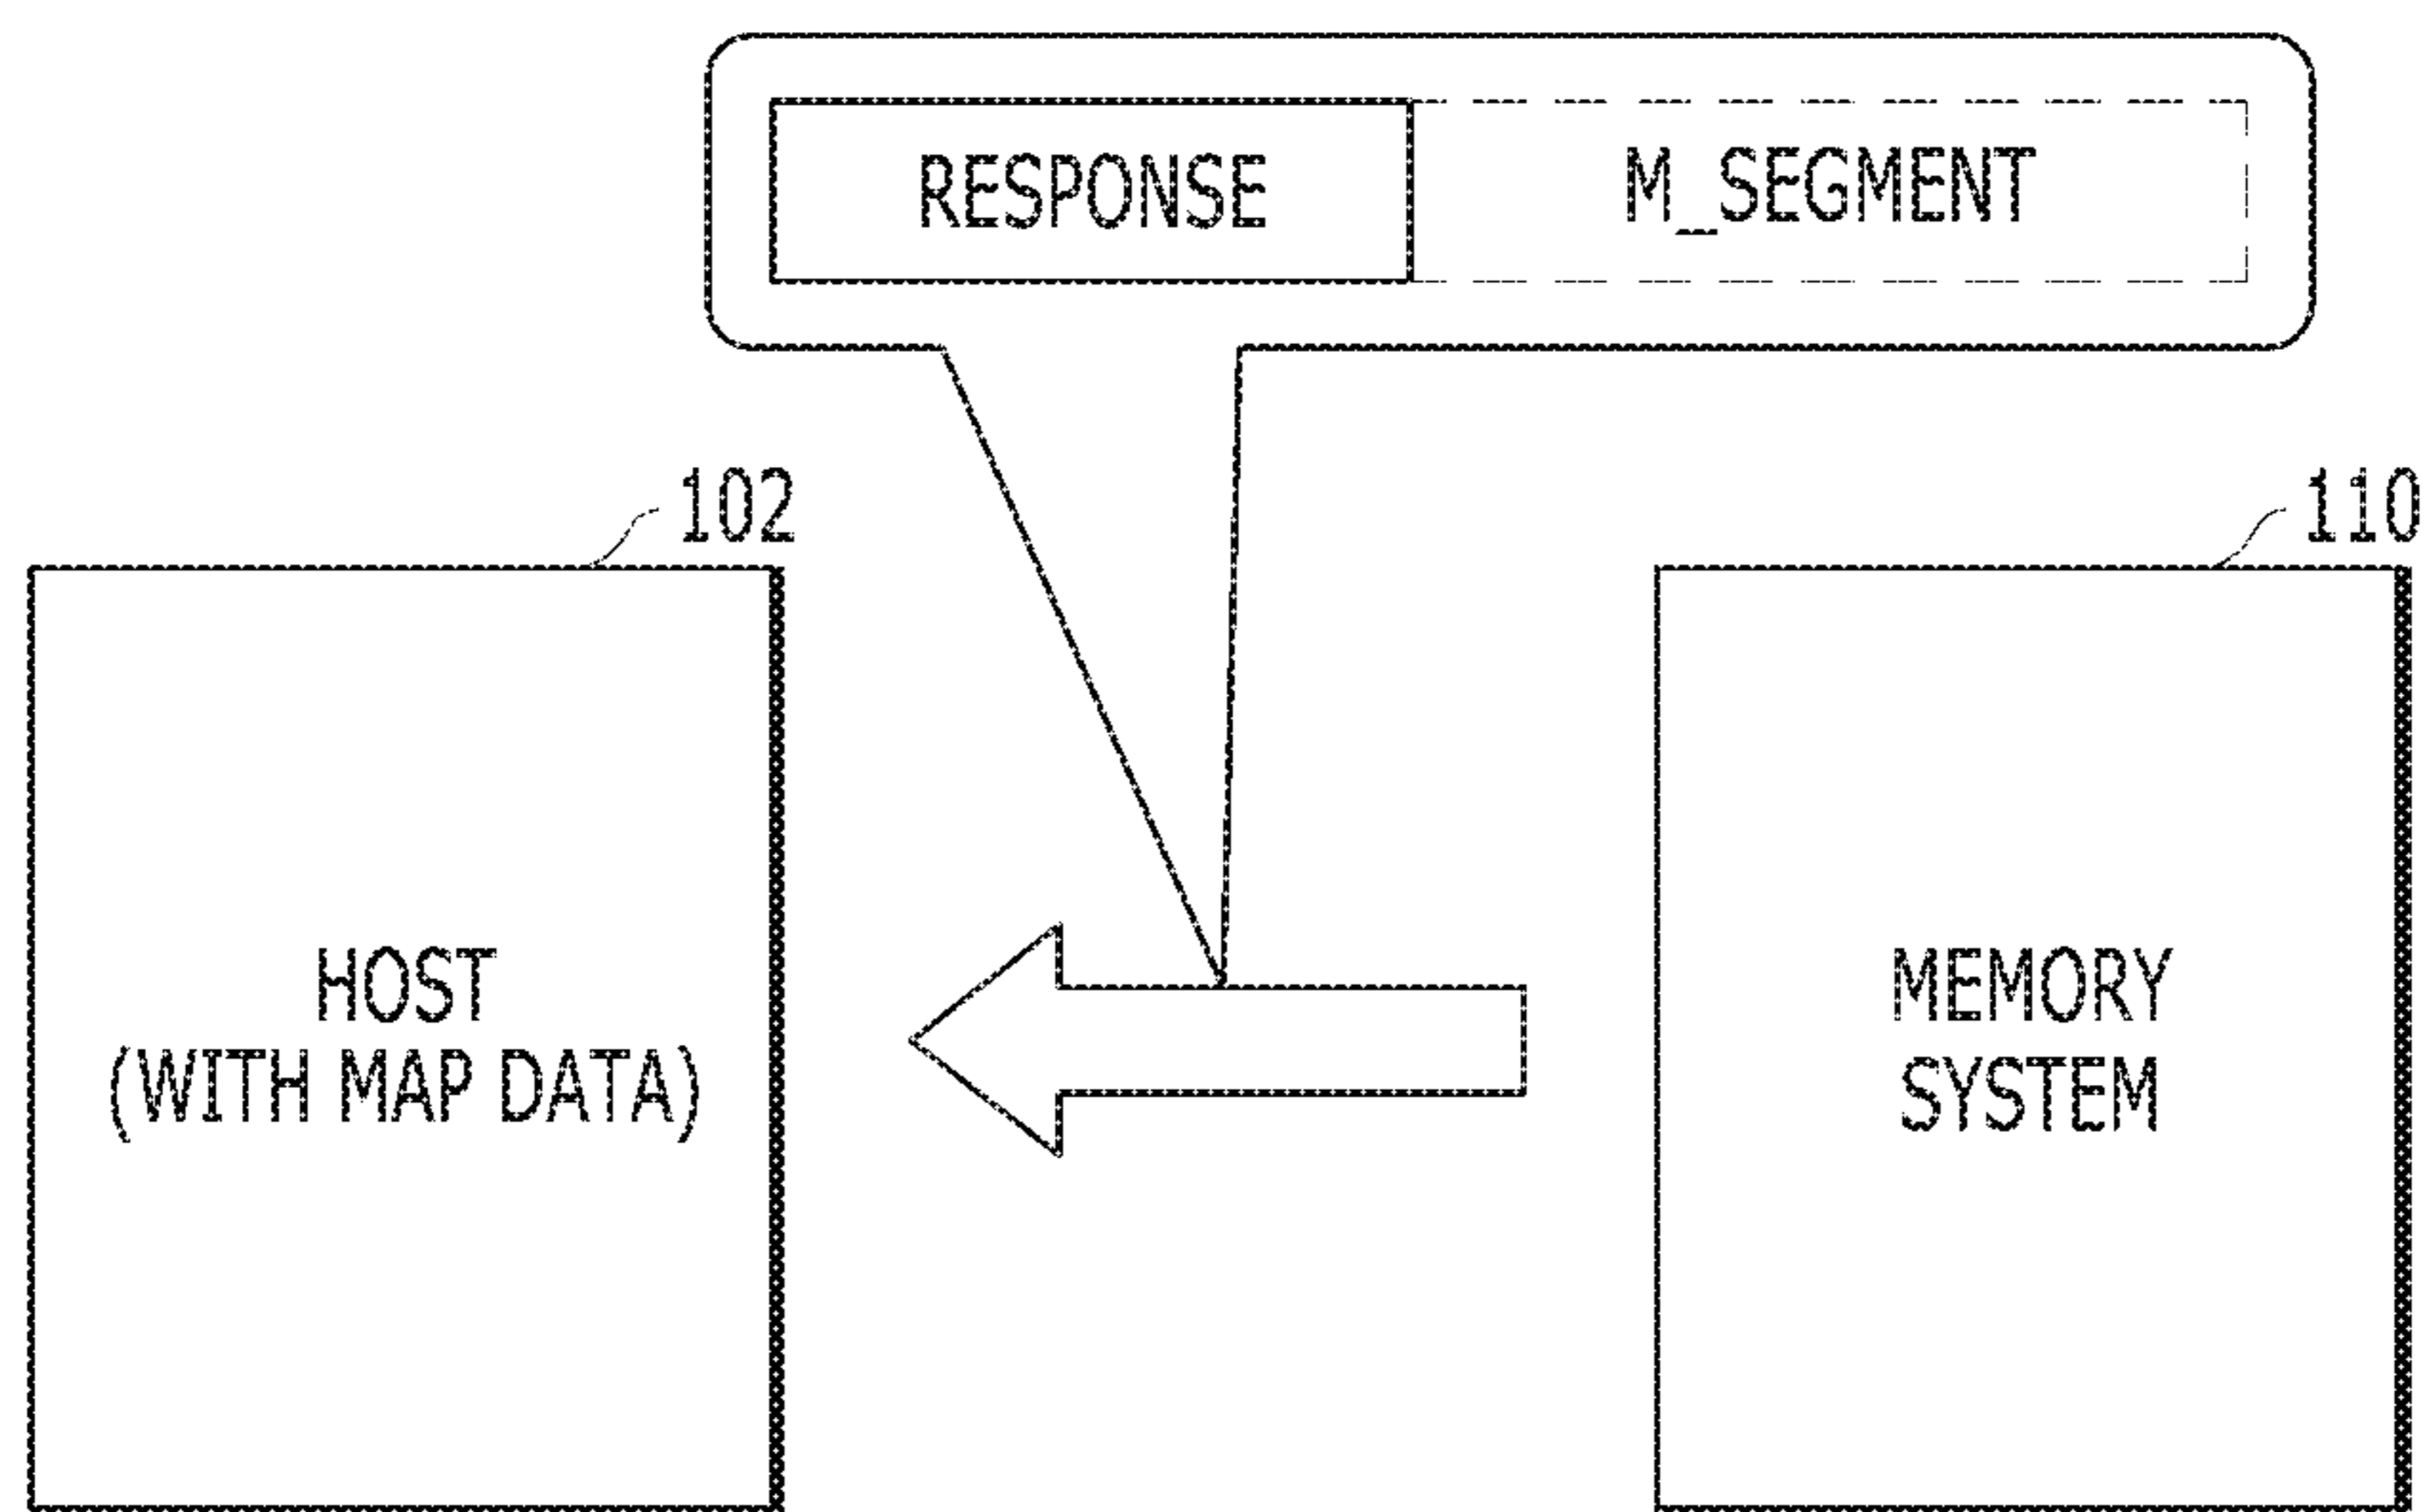 RESPONSE M_SEGMENT
102 110
HOST
(WITH MAP DATA)
MEMORY
SYSTEM